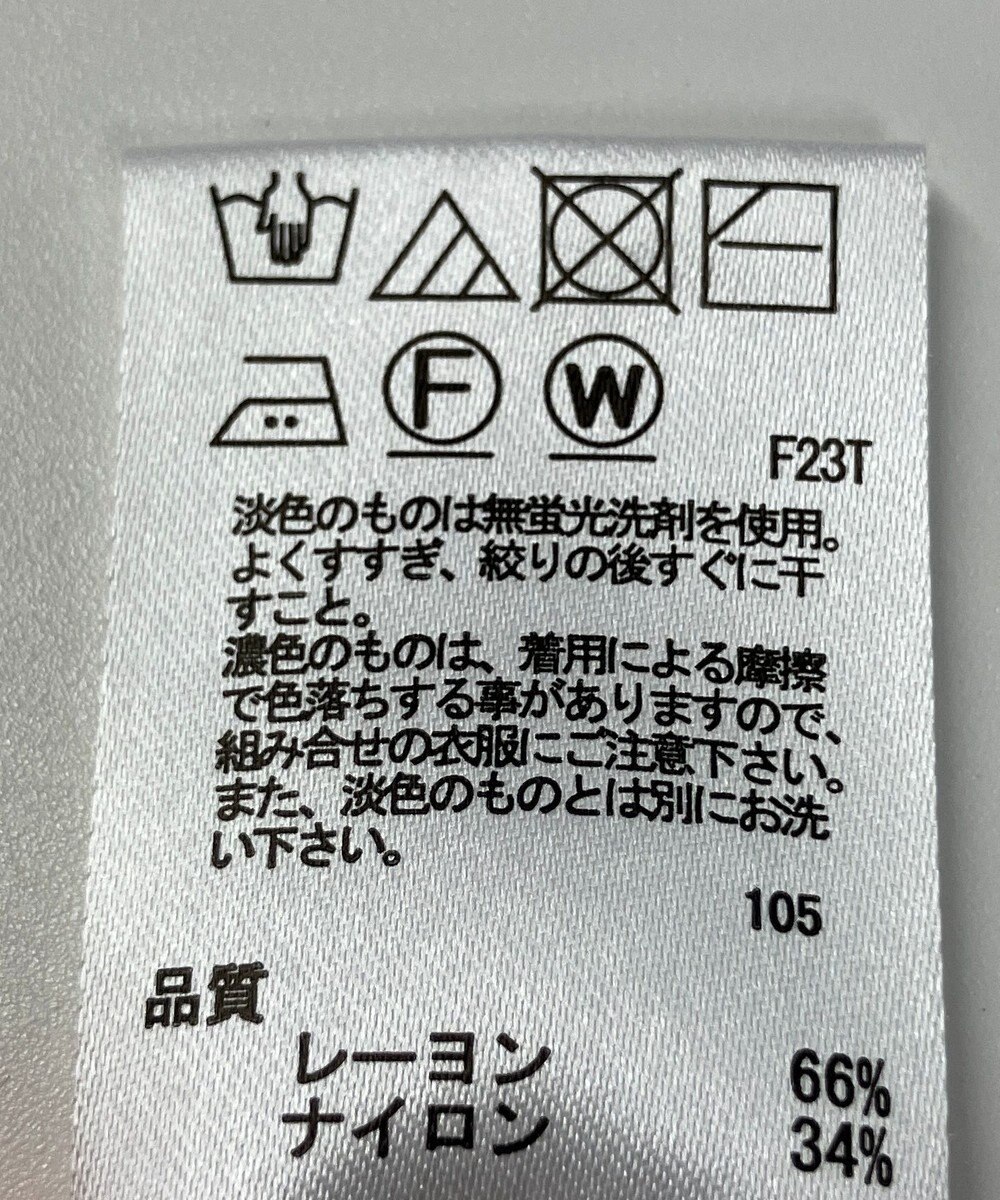 F W
F23T
淡色のものは無蛍光洗剤を使用。
よくすすぎ、絞りの後すぐに干
すこと。
濃色のものは、着用による摩擦
で色落ちする事がありますので、
組み合せの衣服にご注意下さい。
また、淡色のものとは別にお洗
い下さい。
105
品質
レーヨン 66%
ナイロン 34%